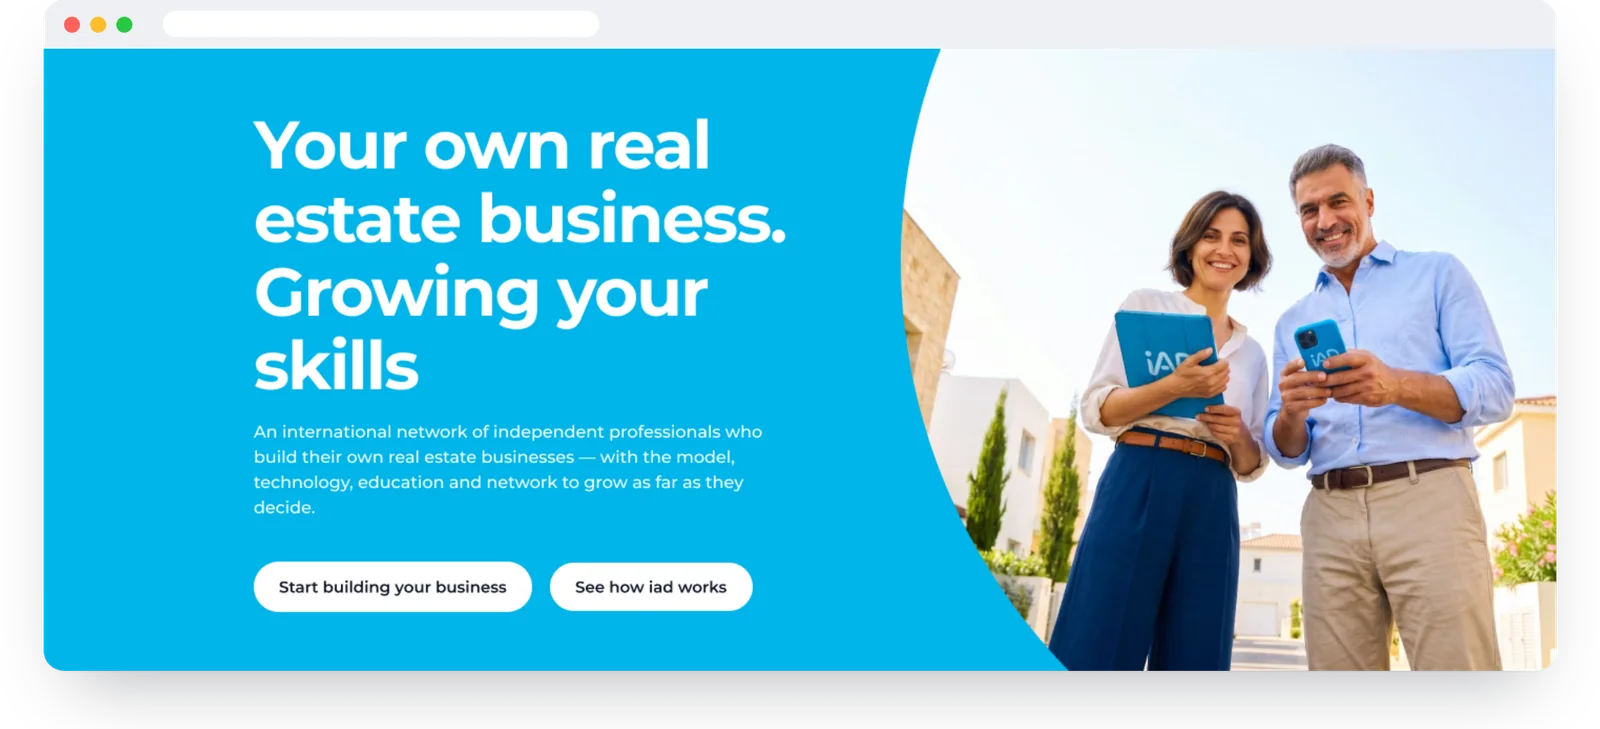 Your own real
estate business.
Growing your
skills
An international network of independent professionals who
build their own real estate businesses — with the model,
technology, education and network to grow as far as they
decide.
Start building your business
See how iad works
iAD